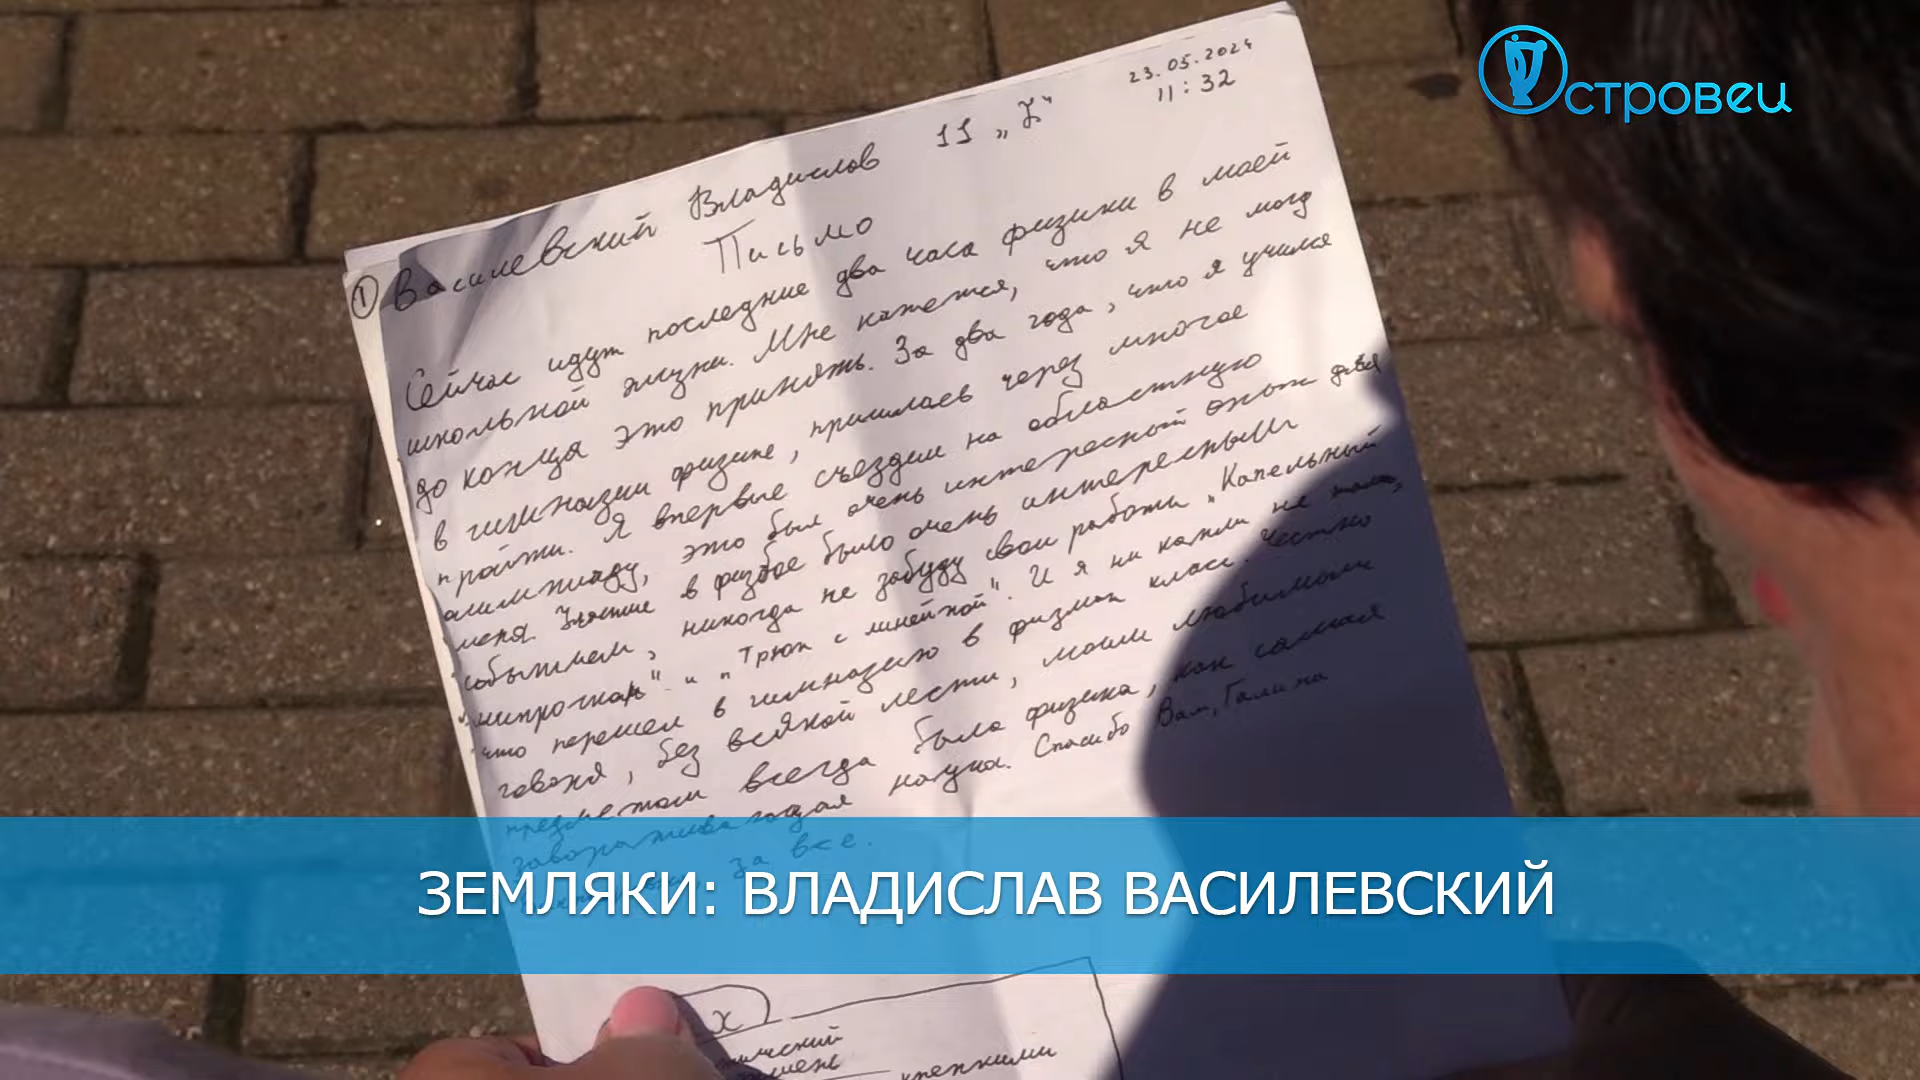 Островец
23.05.2024
11:32
① Василевский Владислав 11 „Z“
Письмо
Сейчас идут последние два часа физики в моей
школьной жизни. Мне кажется, что я не могу
до конца это принять. За два года, что я учился
в гимназии физике, пришлось через многое
пройти. Я впервые съездил на областную
олимпиаду, это был очень интересный опыт для
меня. Участие в физбое было очень интересным
событием, никогда не забуду свои работы „Капельный
микроскоп“ и „Трюк с линейкой“. И я ни капли не жалею,
что перешел в гимназию в физмат класс. Честно
говоря, без всякой лести, моим любимым
предметом всегда была физика, как самая
завораживающая наука. Спасибо Вам, Галина
за все.
ЗЕМЛЯКИ: ВЛАДИСЛАВ ВАСИЛЕВСКИЙ
x